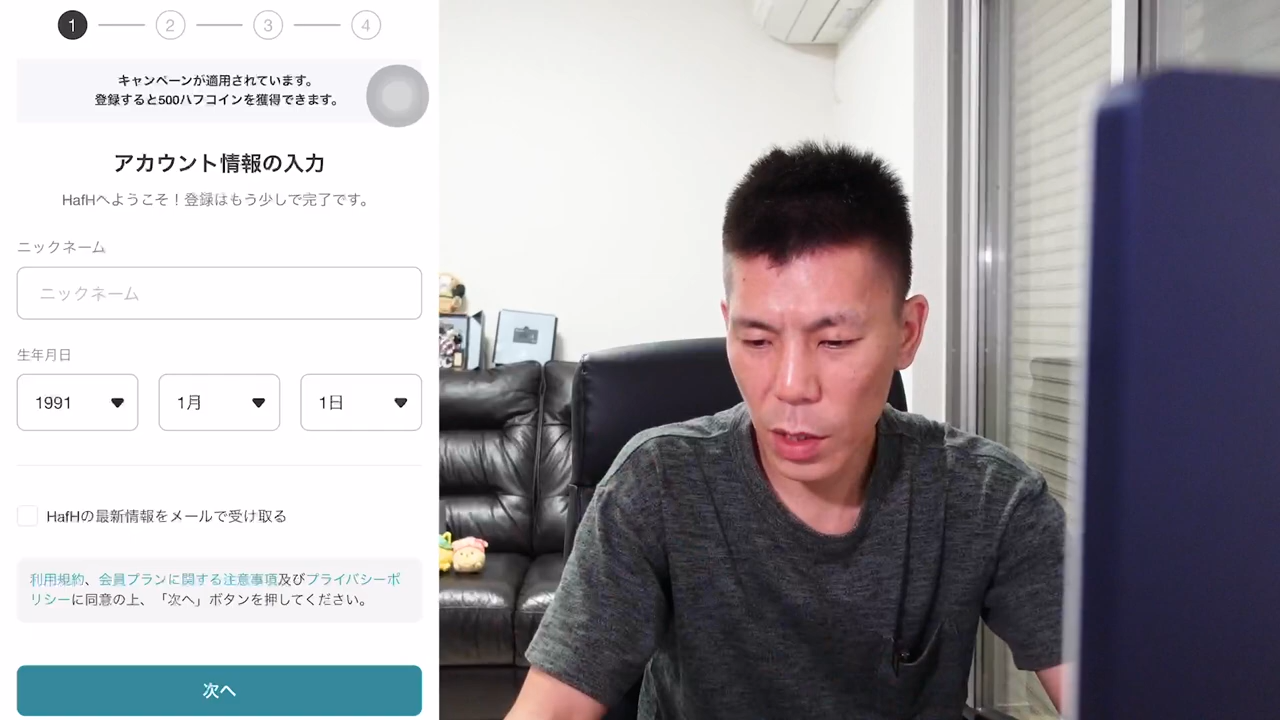 1 2 3 4
キャンペーンが適用されています。
登録すると500ハフコインを獲得できます。
アカウント情報の入力
HafHへようこそ！登録はもう少しで完了です。
ニックネーム
ニックネーム
生年月日
1991 1月 1日
HafHの最新情報をメールで受け取る
利用規約、会員プランに関する注意事項及びプライバシーポ
リシーに同意の上、「次へ」ボタンを押してください。
次へ